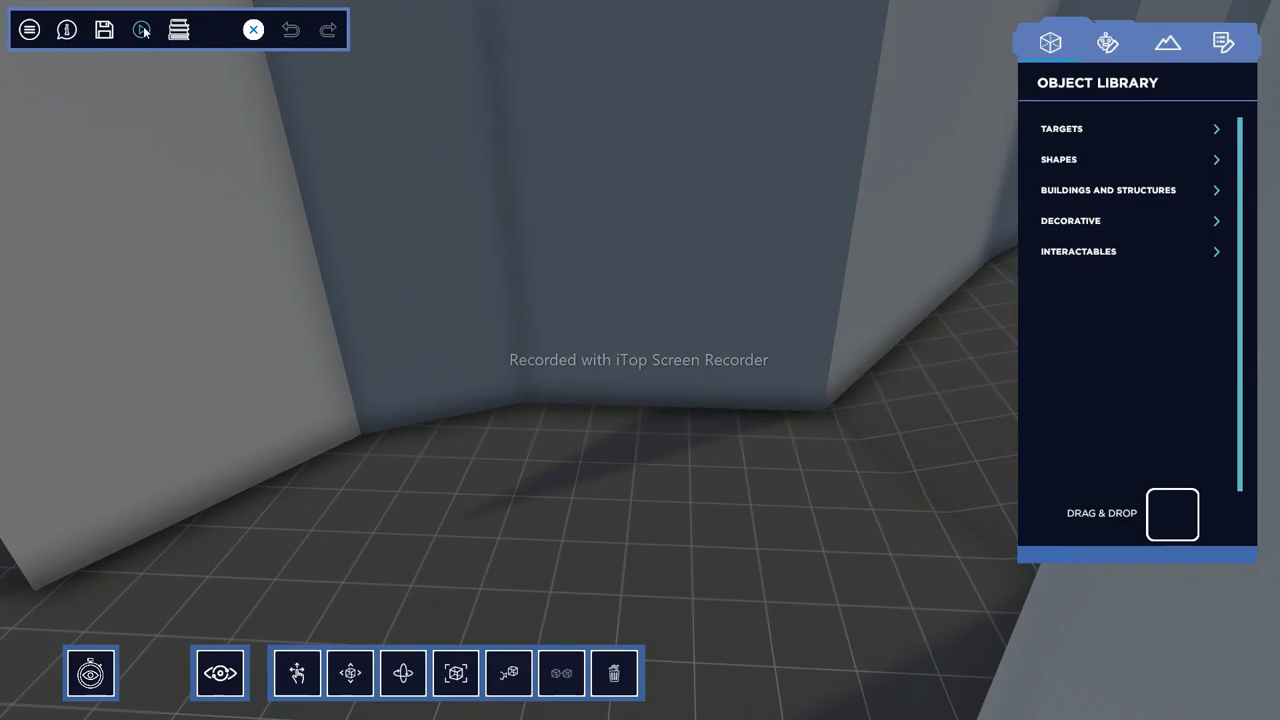 OBJECT LIBRARY
TARGETS
SHAPES
BUILDINGS AND STRUCTURES
DECORATIVE
INTERACTABLES
Recorded with iTop Screen Recorder
DRAG & DROP